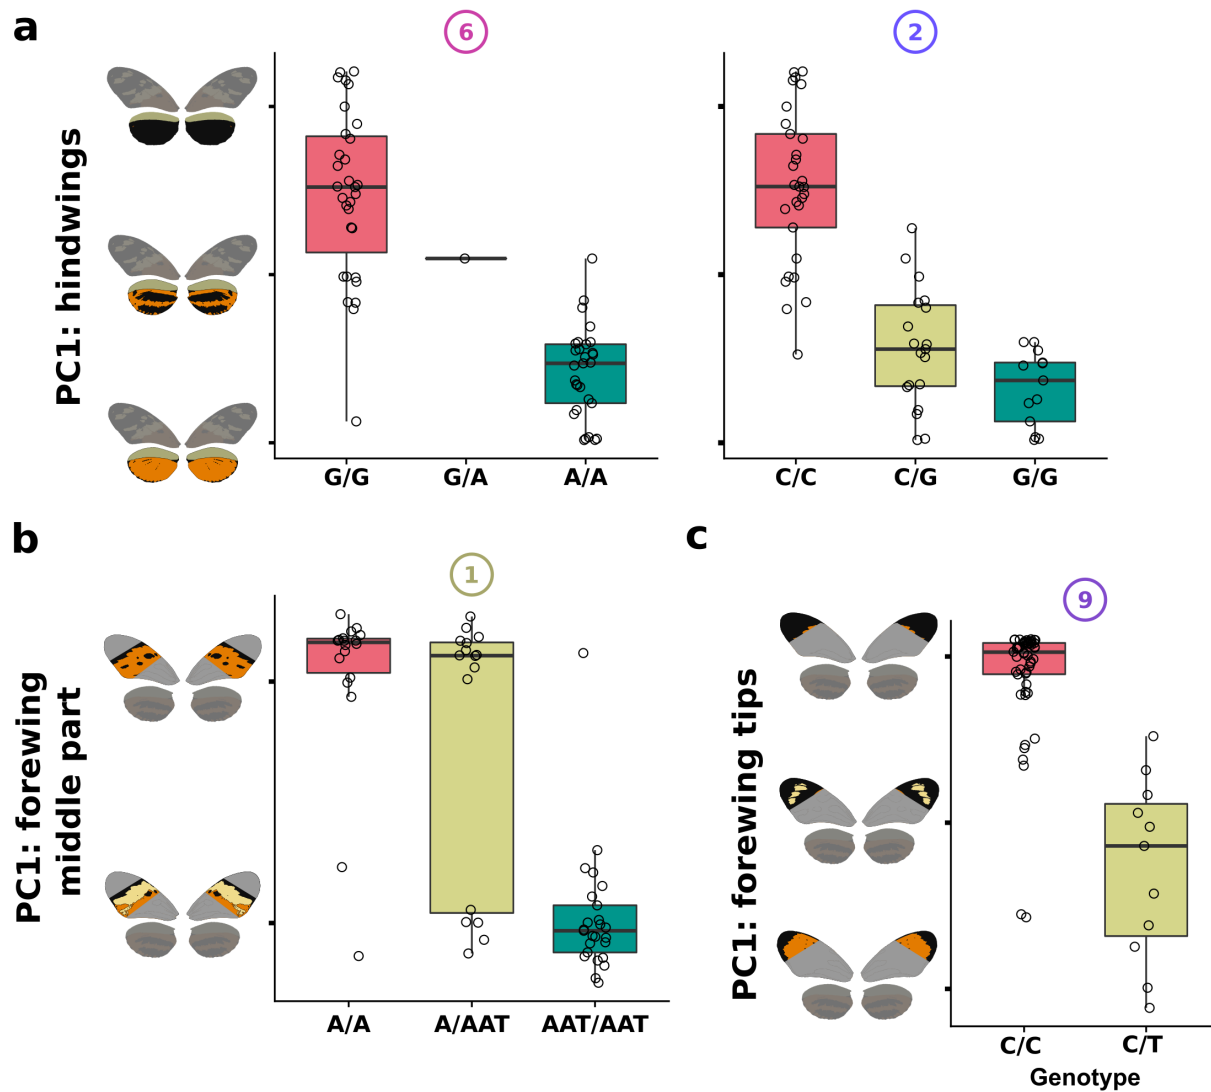 a
6
2
PC1: hindwings
G/G
G/A
A/A
C/C
C/G
G/G
b
c
1
9
PC1: forewing
middle part
PC1: forewing tips
A/A
A/AAT
AAT/AAT
C/C
C/T
Genotype